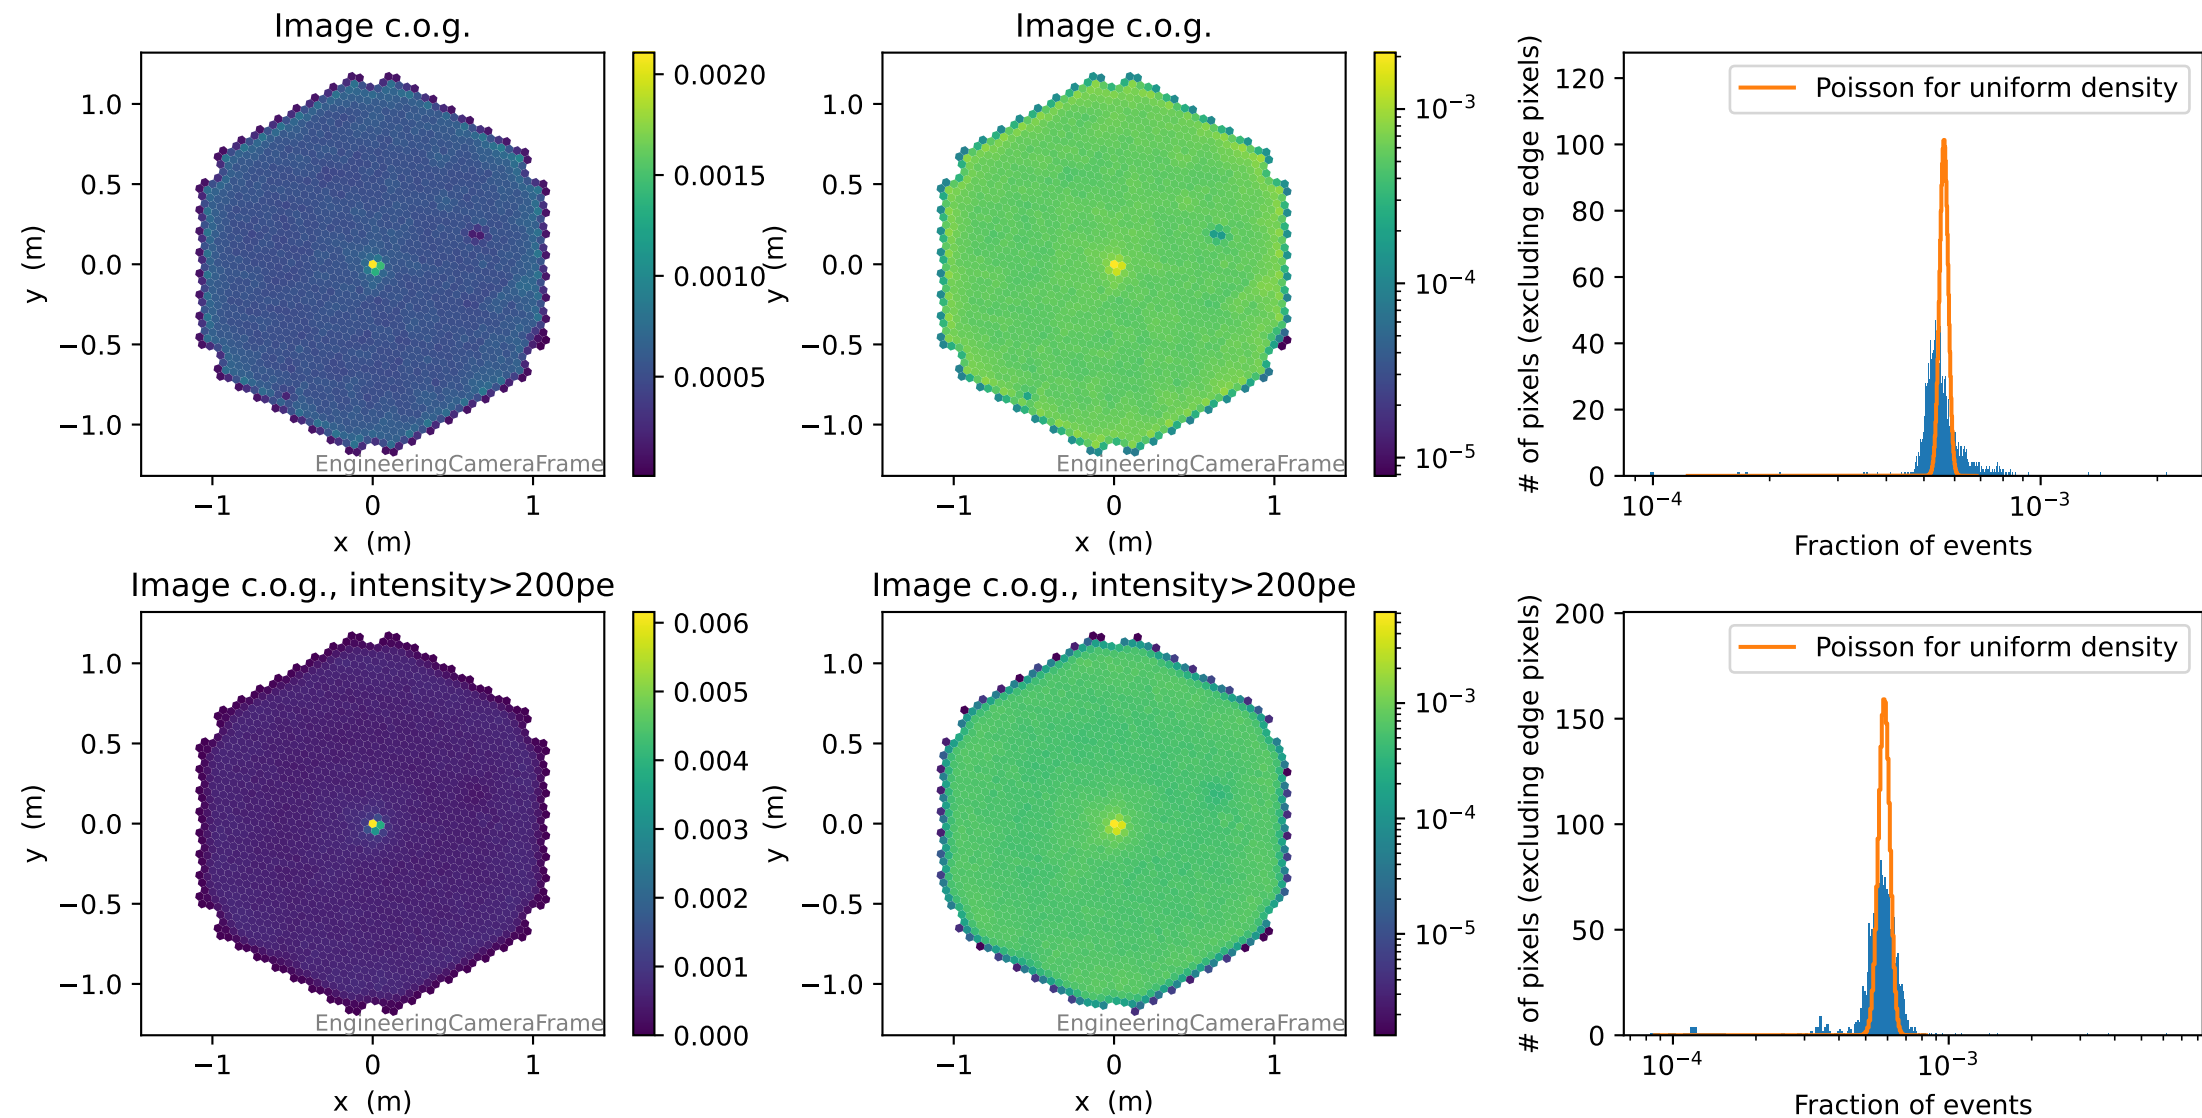 Image c.o.g.
y (m)
1.0
0.5
0.0
−0.5
−1.0
−1
0
1
x (m)
EngineeringCameraFrame
0.0020
0.0015
0.0010
0.0005
Image c.o.g.
y (m)
1.0
0.5
0.0
−0.5
−1.0
−1
0
1
x (m)
EngineeringCameraFrame
10−3
10−4
10−5
# of pixels (excluding edge pixels)
120
100
80
60
40
20
0
Poisson for uniform density
10−4
10−3
Fraction of events
Image c.o.g., intensity>200pe
y (m)
1.0
0.5
0.0
−0.5
−1.0
−1
0
1
x (m)
EngineeringCameraFrame
0.006
0.005
0.004
0.003
0.002
0.001
0.000
Image c.o.g., intensity>200pe
y (m)
1.0
0.5
0.0
−0.5
−1.0
−1
0
1
x (m)
EngineeringCameraFrame
10−3
10−4
10−5
# of pixels (excluding edge pixels)
200
150
100
50
0
Poisson for uniform density
10−4
10−3
Fraction of events